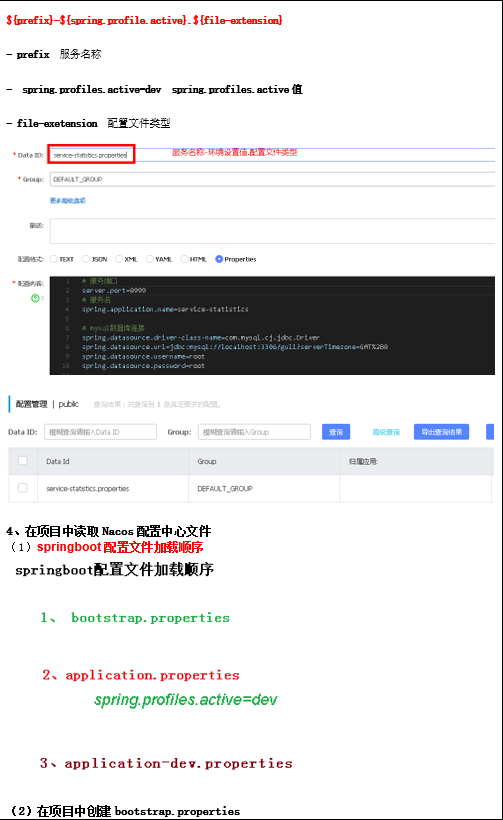 ${prefix}-${spring.profile.active}.${file-extension}
- prefix 服务名称
- spring.profiles.active=dev spring.profiles.active 值
- file-exetension 配置文件类型
* Data ID: service-statistics.properties 服务名称-环境设置值.配置文件类型
* Group: DEFAULT_GROUP
更多高级选项
描述:
配置格式: TEXT JSON XML YAML HTML Properties
* 配置内容:
1 # 服务端口
2 server.port=8999
3 # 服务名
4 spring.application.name=service-statistics
5
6 # mysql数据库连接
7 spring.datasource.driver-class-name=com.mysql.cj.jdbc.Driver
8 spring.datasource.url=jdbc:mysql://localhost:3306/guli?serverTimezone=GMT%2B8
9 spring.datasource.username=root
10 spring.datasource.password=root
配置管理 | public 查询结果:共查询到 1 条满足要求的配置。
Data ID: 模糊查询请输入Data ID Group: 模糊查询请输入Group 查询 高级查询 导出查询结果
Data Id Group 归属应用:
service-statistics.properties DEFAULT_GROUP
4、在项目中读取 Nacos 配置中心文件
(1)springboot 配置文件加载顺序
springboot配置文件加载顺序
1、 bootstrap.properties
2、application.properties
spring.profiles.active=dev
3、application-dev.properties
(2)在项目中创建 bootstrap.properties